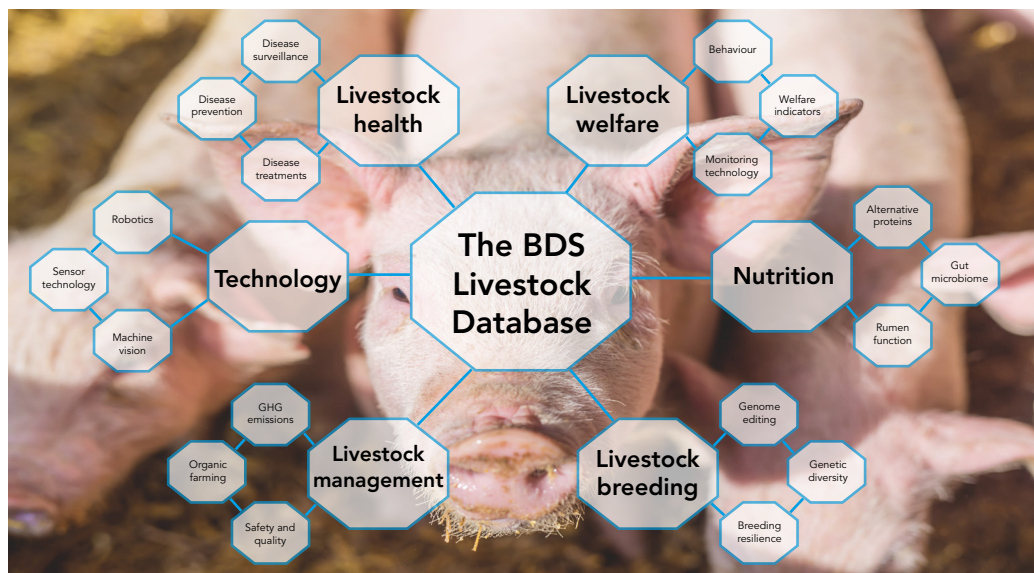 Disease
surveillance
Disease
prevention
Disease
treatments
Livestock
health
Livestock
welfare
Behaviour
Welfare
indicators
Monitoring
technology
Robotics
Sensor
technology
Machine
vision
Technology
The BDS
Livestock
Database
Nutrition
Alternative
proteins
Gut
microbiome
Rumen
function
GHG
emissions
Organic
farming
Safety and
quality
Livestock
management
Livestock
breeding
Genome
editing
Genetic
diversity
Breeding
resilience